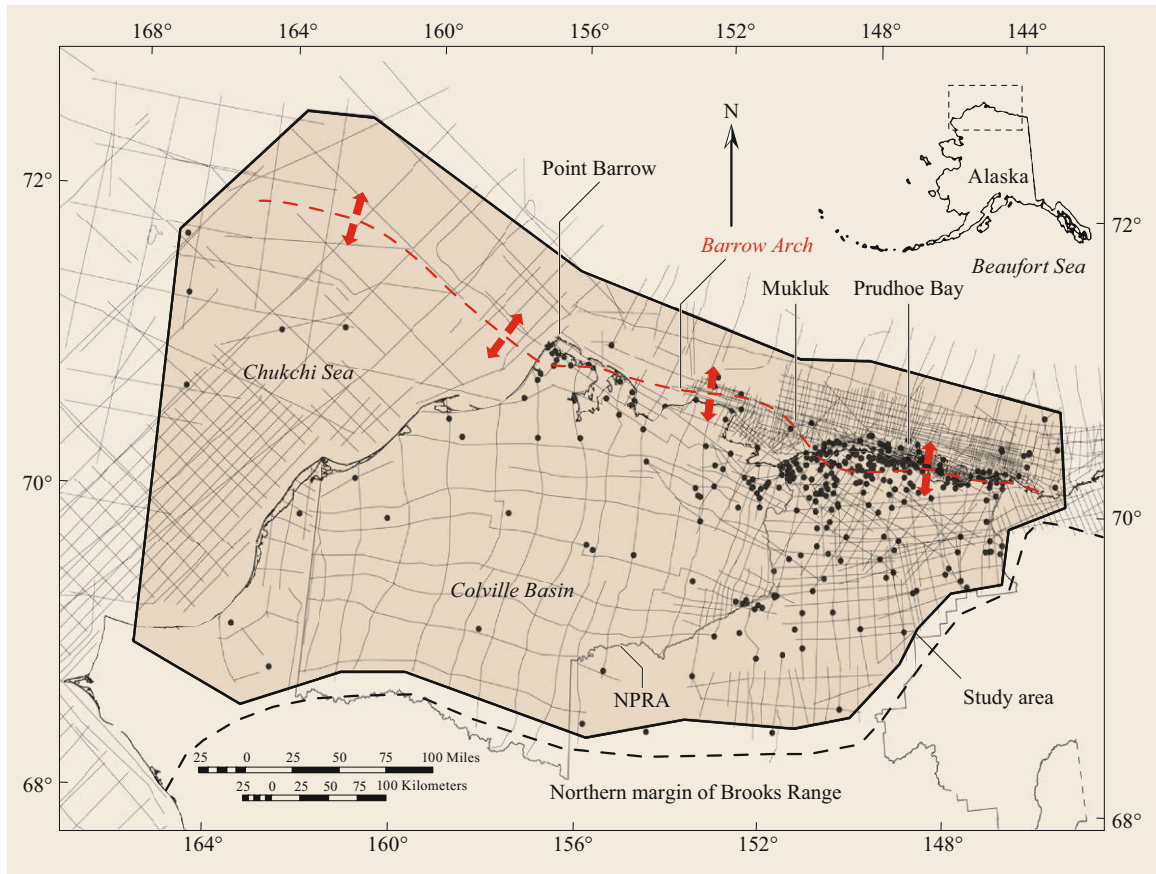 168° 164° 160° 156° 152° 148° 144°
N
Point Barrow
72°
Alaska
72°
Barrow Arch
Beaufort Sea
Mukluk Prudhoe Bay
Chukchi Sea
70°
70°
Colville Basin
NPRA
Study area
25 0 25 50 75 100 Miles
25 0 25 50 75 100 Kilometers
Northern margin of Brooks Range
68°
68°
164° 160° 156° 152° 148°